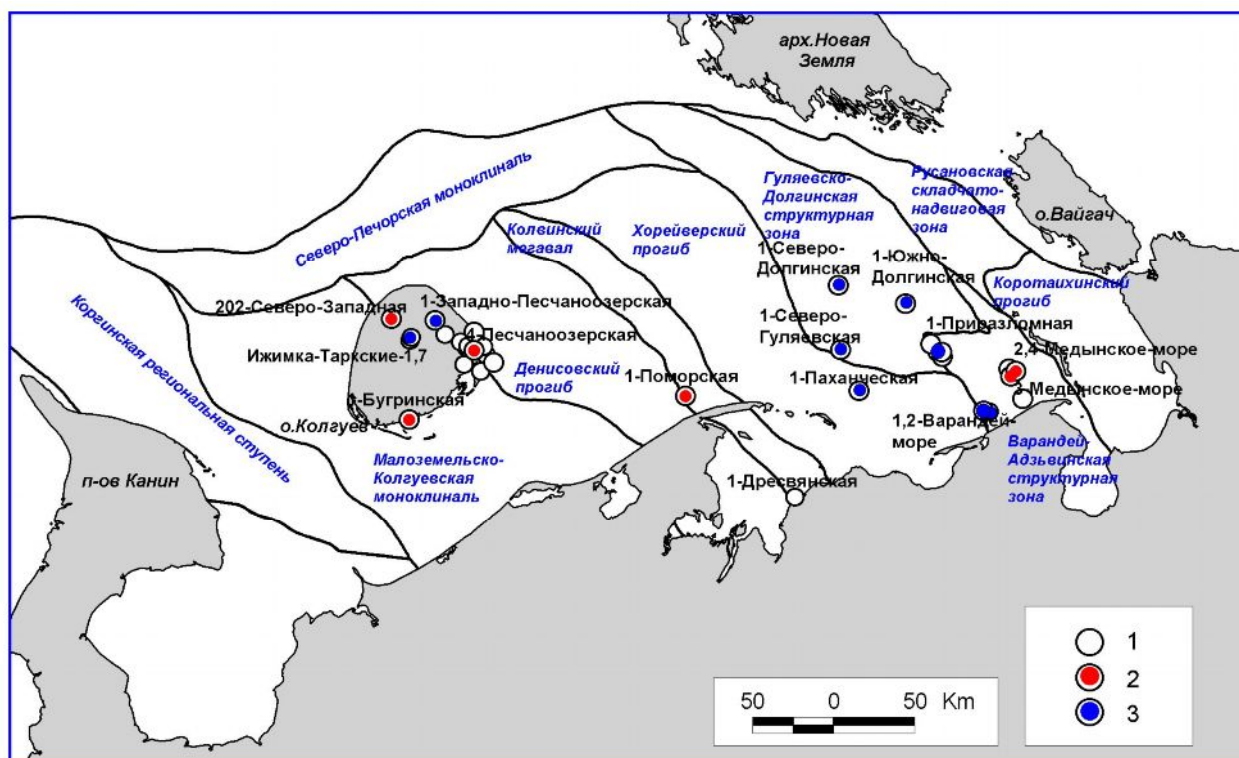 арх.Новая
Земля
Северо-Печорская моноклиналь
Гуляевско-
Долгинская
структурная
зона
Русановская
складчато-
надвиговая
зона
о.Вайгач
Колвинский
мегавал
Хорейверский
прогиб
1-Северо-
Долгинская
1-Южно-
Долгинская
Коротаихинский
прогиб
202-Северо-Западная
1-Западно-Песчаноозерская
4-Песчаноозерская
1-Северо-
Гуляевская
1-Приразломная
Ижимка-Таркские-1,7
2,4-Медынское-море
Денисовский
прогиб
1-Поморская
1-Паханческая
3-Медынское-море
1-Бугринская
о.Колгуев
1,2-Варандей-
море
Варандей-
Адзьвинская
структурная
зона
Коргинская региональная ступень
Малоземельско-
Колгуевская
моноклиналь
п-ов Канин
1-Дресвянская
1
2
3
50 0 50 Km